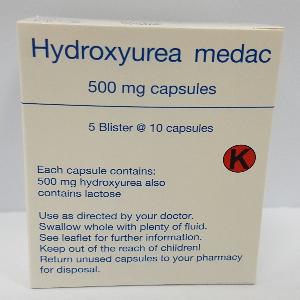 Hydroxyurea medac
500 mg capsules
5 Blister @ 10 capsules
K
Each capsule contains:
500 mg hydroxyurea also
contains lactose
Use as directed by your doctor.
Swallow whole with plenty of fluid.
See leaflet for further information.
Keep out of the reach of children!
Return unused capsules to your pharmacy
for disposal.